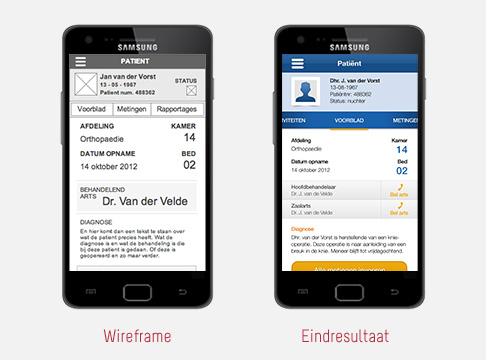 SAMSUNG
PATIENT
Jan van der Vorst
13 - 05 - 1967
Patient num. 488362
STATUS
Voorblad Metingen Rapportages
AFDELING KAMER
Orthopaedie 14
DATUM OPNAME BED
14 oktober 2012 02
BEHANDELEND
ARTS Dr. Van der Velde
DIAGNOSE
En hier komt dan een tekst te staan over
wat de patient precies heeft. Wat de
diagnose is en wat de behandeling is die
bij deze patient is gedaan. Of deze is
geopereerd en zo maar verder.
Wireframe
SAMSUNG
Patiënt
Dhr. J. van der Vorst
13-08-1967
Patiëntnr: 488362
Status: nuchter
IVITEITEN VOORBLAD METINGEN
Afdeling Kamer
Orthopaedie 14
Datum opname Bed
14 oktober 2012 02
Hoofdbehandelaar
Dr. J. van de Velde Bel arts
Zaalarts
Dr. J. van de Velde Bel arts
Diagnose
Dhr. van der Vorst is herstellende van een knie-
operatie. Deze operatie is naar aanleiding van een
breuk in de knie. Meneer blijft tot vrijdagochtend.
Alle metingen invoeren
Eindresultaat